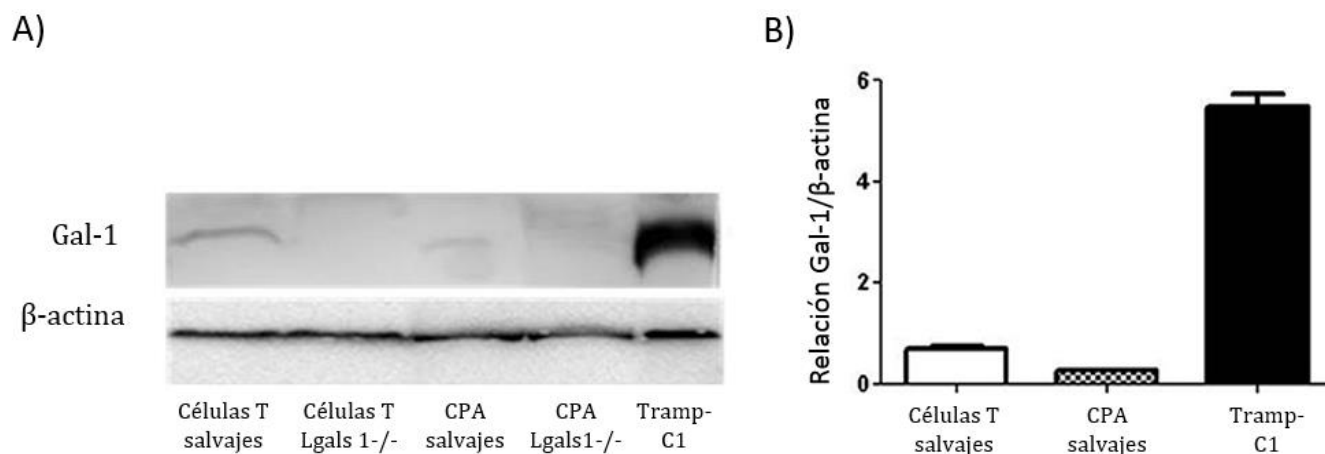 A)
Gal-1
β-actina
Células T
salvajes
Células T
Lgals 1-/-
CPA
salvajes
CPA
Lgals1-/-
Tramp-
C1
B)
Relación Gal-1/β-actina
6
4
2
0
Células T
salvajes
CPA
salvajes
Tramp-
C1